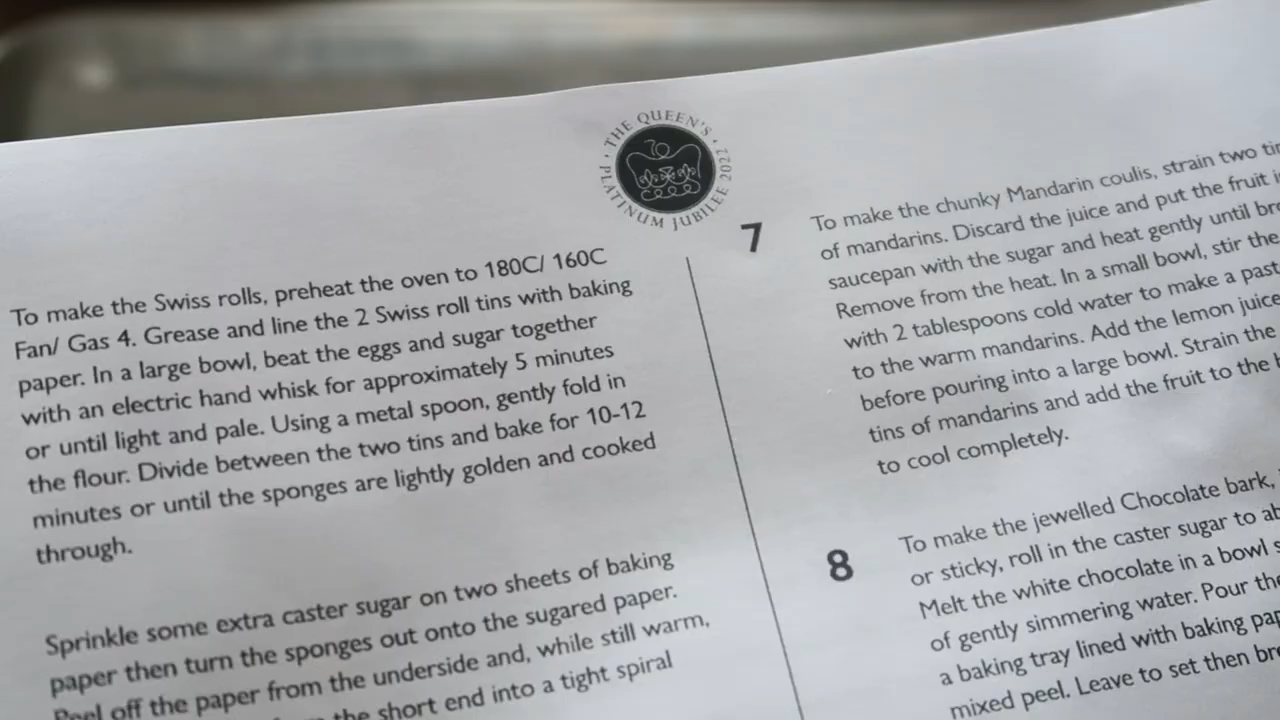 THE QUEEN'S
PLATINUM JUBILEE 2022
70
To make the Swiss rolls, preheat the oven to 180C/ 160C
Fan/ Gas 4. Grease and line the 2 Swiss roll tins with baking
paper. In a large bowl, beat the eggs and sugar together
with an electric hand whisk for approximately 5 minutes
or until light and pale. Using a metal spoon, gently fold in
the flour. Divide between the two tins and bake for 10-12
minutes or until the sponges are lightly golden and cooked
through.
Sprinkle some extra caster sugar on two sheets of baking
paper then turn the sponges out onto the sugared paper.
Peel off the paper from the underside and, while still warm,
the short end into a tight spiral
7
To make the chunky Mandarin coulis, strain two
of mandarins. Discard the juice and put the fruit
saucepan with the sugar and heat gently until
Remove from the heat. In a small bowl, stir the
with 2 tablespoons cold water to make a
to the warm mandarins. Add the lemon juice
before pouring into a large bowl. Strain the
tins of mandarins and add the fruit to the
to cool completely.
8
To make the jewelled Chocolate bark,
or sticky, roll in the caster sugar to
Melt the white chocolate in a bowl
of gently simmering water. Pour the
a baking tray lined with baking
mixed peel. Leave to set then